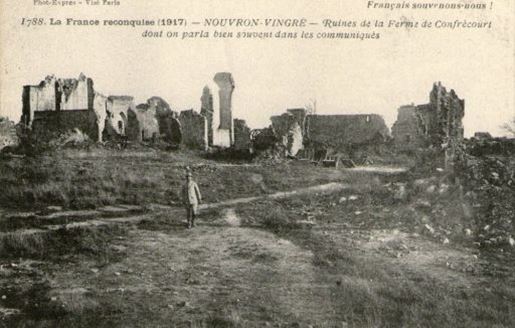 Phot-Expres - Visé Paris
Français souvenons-nous !
1788. La France reconquise (1917) - NOUVRON-VINGRÉ - Ruines de la Ferme de Confrécourt
dont on parla bien souvent dans les communiqués